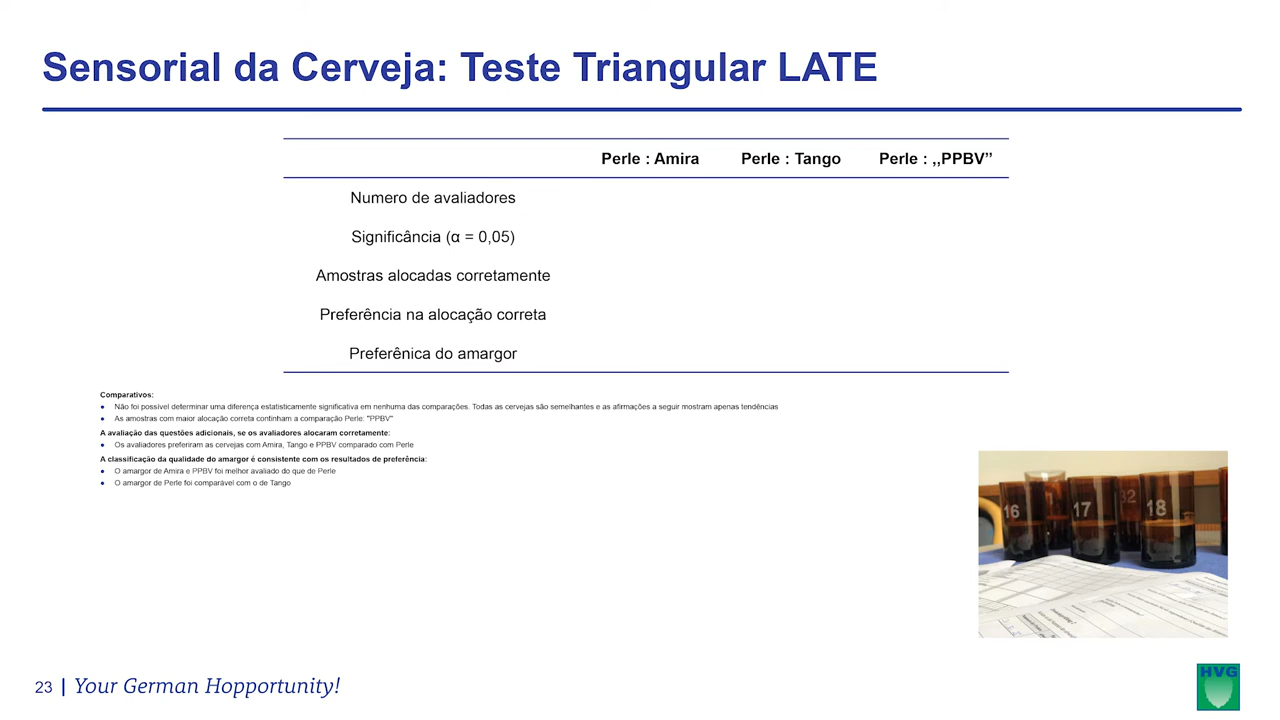 Sensorial da Cerveja: Teste Triangular LATE
Perle : Amira Perle : Tango Perle : ,,PPBV”
Numero de avaliadores
Significância (α = 0,05)
Amostras alocadas corretamente
Preferência na alocação correta
Preferênica do amargor
Comparativos:
● Não foi possivel determinar uma diferença estatisticamente significativa em nenhuma das comparações. Todas as cervejas são semelhantes e as afirmações a seguir mostram apenas tendências
● As amostras com maior alocação correta continham a comparação Perle: "PPBV"
A avaliação das questões adicionais, se os avaliadores alocaram corretamente:
● Os avaliadores preferiram as cervejas com Amira, Tango e PPBV comparado com Perle
A classificação da qualidade do amargor é consistente com os resultados de preferência:
● O amargor de Amira e PPBV foi melhor avaliado do que de Perle
● O amargor de Perle foi comparável com o de Tango
16 17 32 18
23 | Your German Hopportunity!
HVG